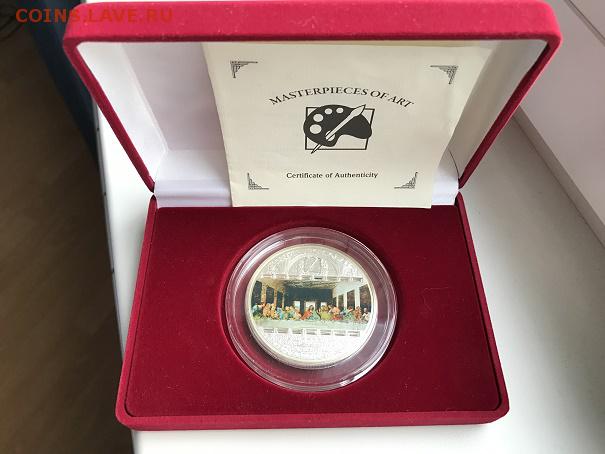 COINS.LAVE.RU
MASTERPIECES OF ART
Certificate of Authenticity